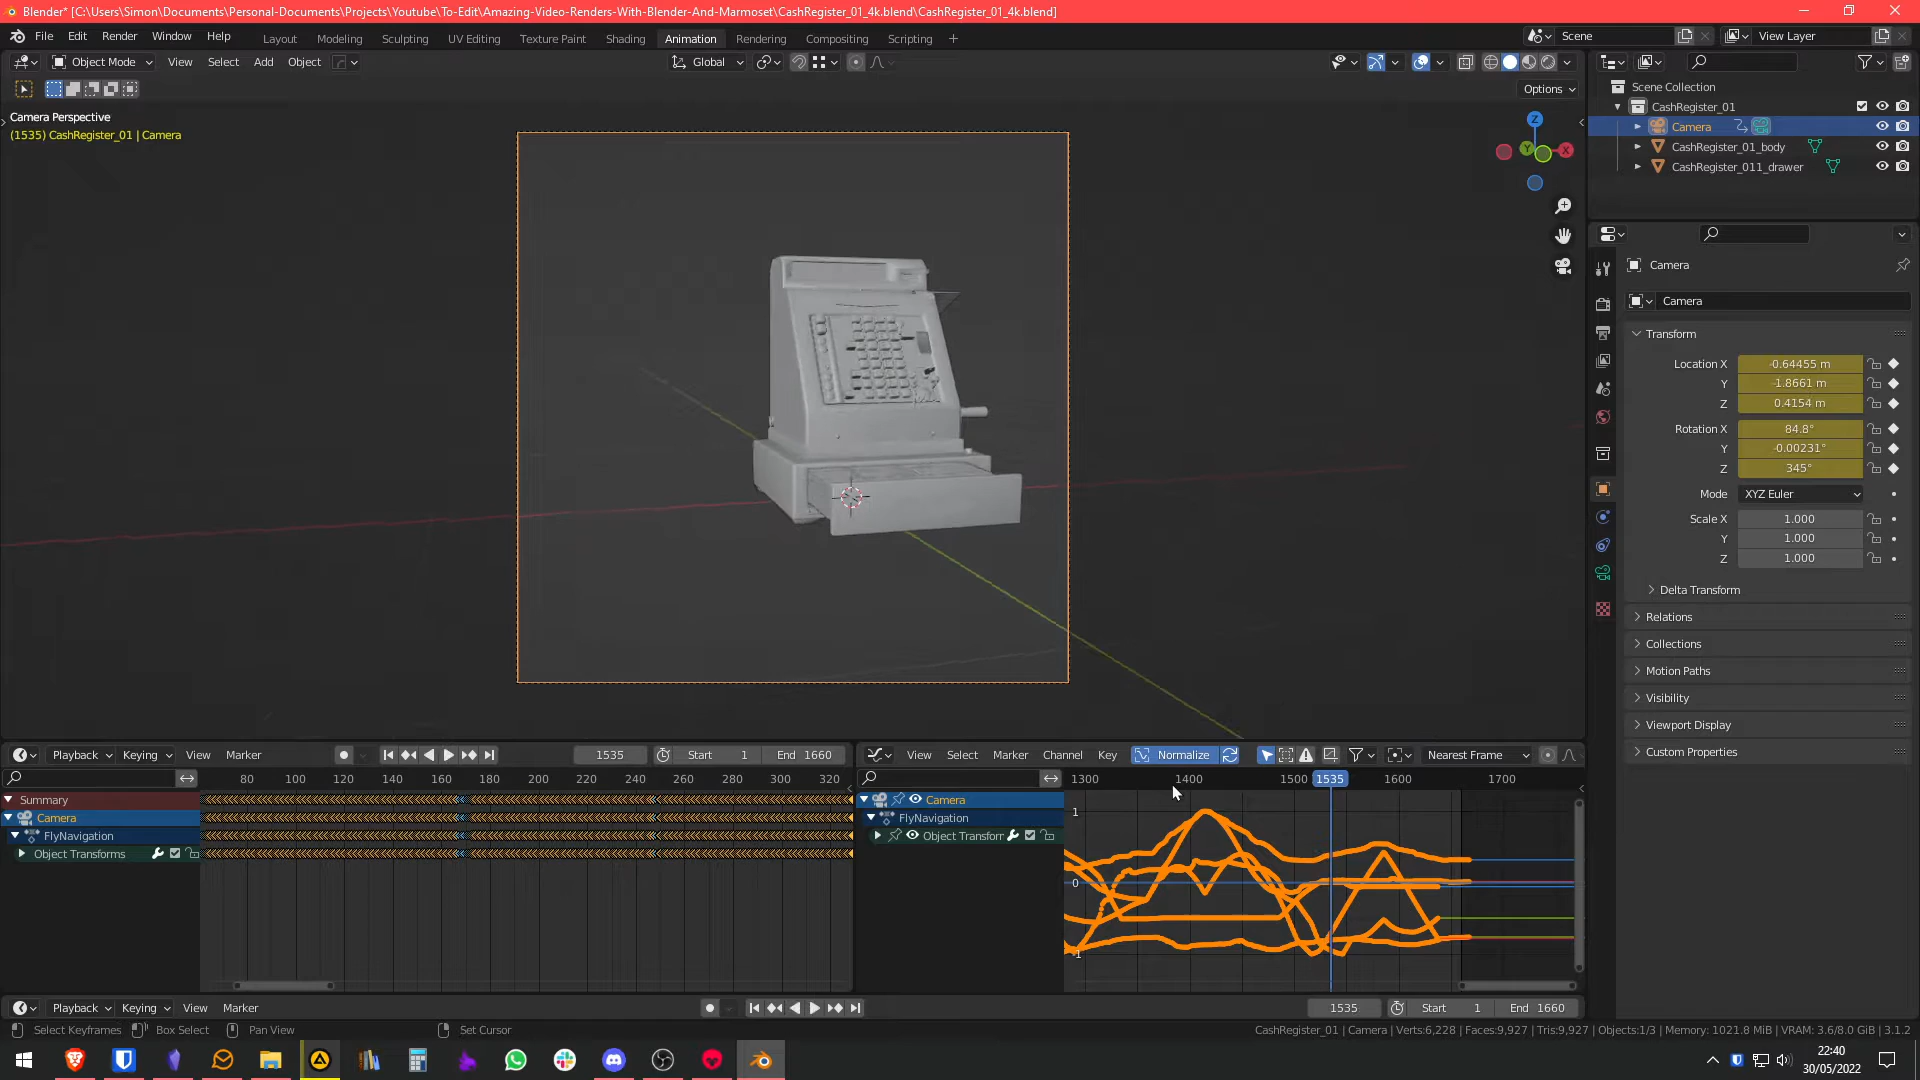 Blender* [C:\Users\Simon\Documents\Personal-Documents\Projects\Youtube\To-Edit\Amazing-Video-Renders-With-Blender-And-Marmoset\CashRegister_01_4k.blend\CashRegister_01_4k.blend]
File Edit Render Window Help Layout Modeling Sculpting UV Editing Texture Paint Shading Animation Rendering Compositing Scripting + Scene View Layer
Object Mode View Select Add Object Global
Options
Camera Perspective
(1535) CashRegister_01 | Camera
Z
Y
X
Scene Collection
CashRegister_01
Camera
CashRegister_01_body
CashRegister_011_drawer
Camera
Camera
Transform
Location X -0.64455 m
Y -1.8661 m
Z 0.4154 m
Rotation X 84.8°
Y -0.00231°
Z 345°
Mode XYZ Euler
Scale X 1.000
Y 1.000
Z 1.000
Delta Transform
Relations
Collections
Motion Paths
Visibility
Viewport Display
Custom Properties
Playback Keying View Marker 1535 Start 1 End 1660
80 100 120 140 160 180 200 220 240 260 280 300 320
Summary
Camera
FlyNavigation
Object Transforms
View Select Marker Channel Key Normalize Nearest Frame
1300 1400 1500 1535 1600 1700
Camera
FlyNavigation
Object Transforr
1
0
-1
Playback Keying View Marker 1535 Start 1 End 1660
Select Keyframes Box Select Pan View Set Cursor CashRegister_01 | Camera | Verts:6,228 | Faces:9,927 | Tris:9,927 | Objects:1/3 | Memory: 1021.8 MiB | VRAM: 3.6/8.0 GiB | 3.1.2
22:40
30/05/2022